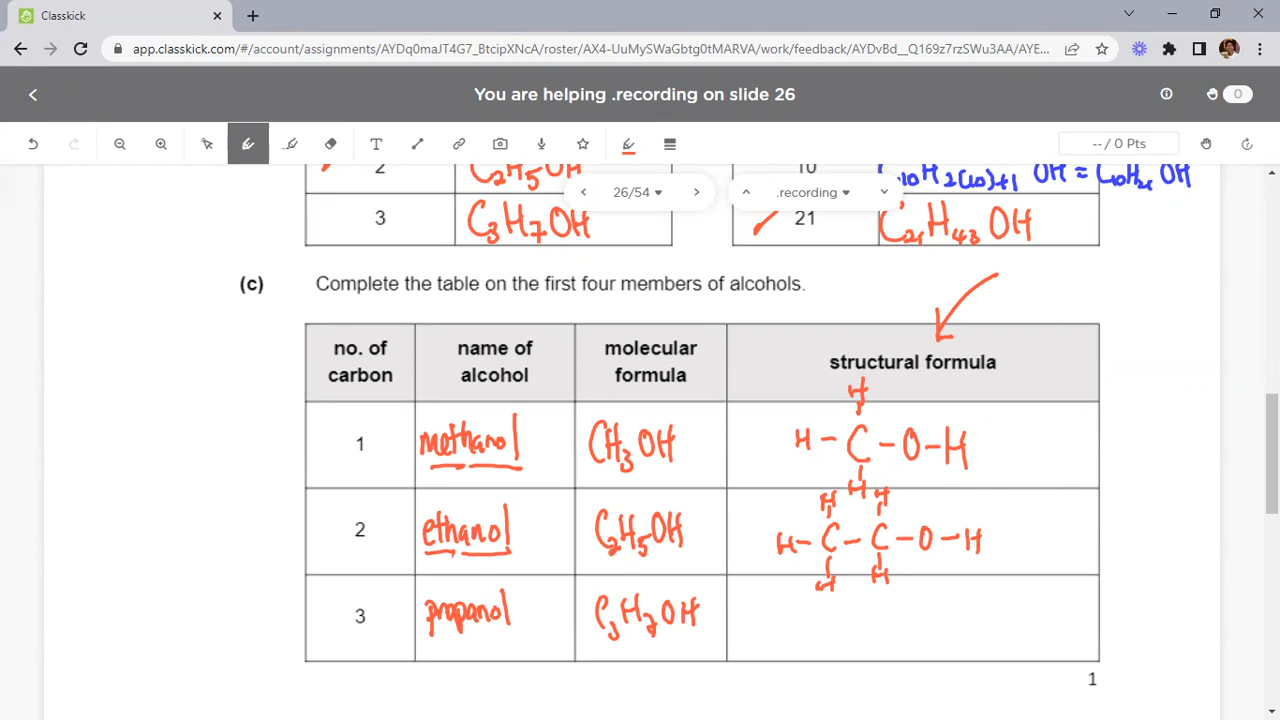 Classkick
app.classkick.com/#/account/assignments/AYDq0maJT4G7_BtcipXNtA/roster/AX4-UuMySWaGbtg0tMARVA/work/feedback/AYDvBd__Q169z7rzSWu3AA/AYE...
You are helping .recording on slide 26
0
-- / 0 Pts
2 C₂H₅OH 10 C₁₀H₂₍₁₀₎₊₁ OH = C₁₀H₂₁ OH
26/54 .recording
3 C₃H₇OH 21 C₂₁H₄₃OH
(c) Complete the table on the first four members of alcohols.
no. of carbon name of alcohol molecular formula structural formula
H
1 methanol CH₃OH H – C – O – H
H
H H
2 ethanol C₂H₅OH H – C – C – O – H
H H
3 propanol C₃H₇OH
1